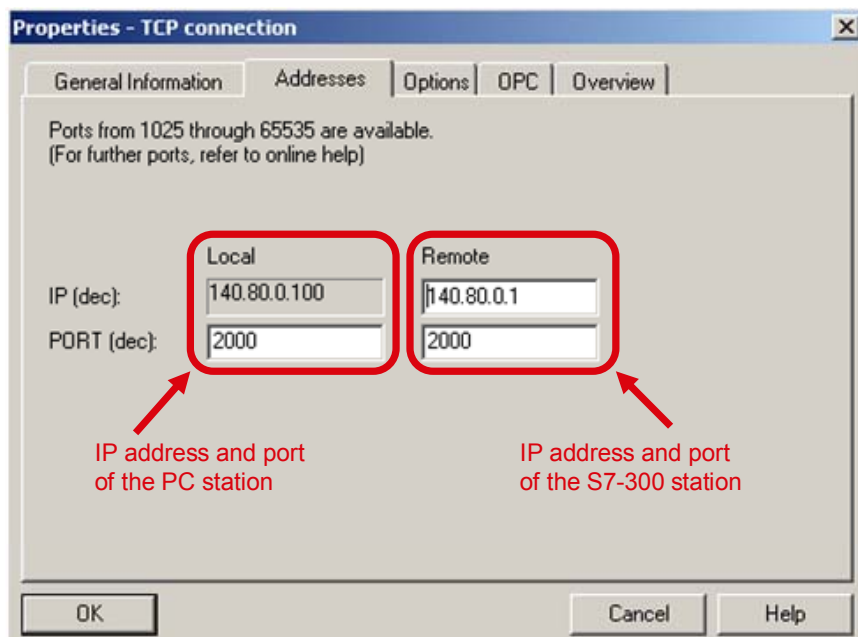 Properties - TCP connection
General Information Addresses Options OPC Overview
Ports from 1025 through 65535 are available.
(For further ports, refer to online help)
Local Remote
IP (dec): 140.80.0.100 140.80.0.1
PORT (dec): 2000 2000
IP address and port
of the PC station
IP address and port
of the S7-300 station
OK Cancel Help